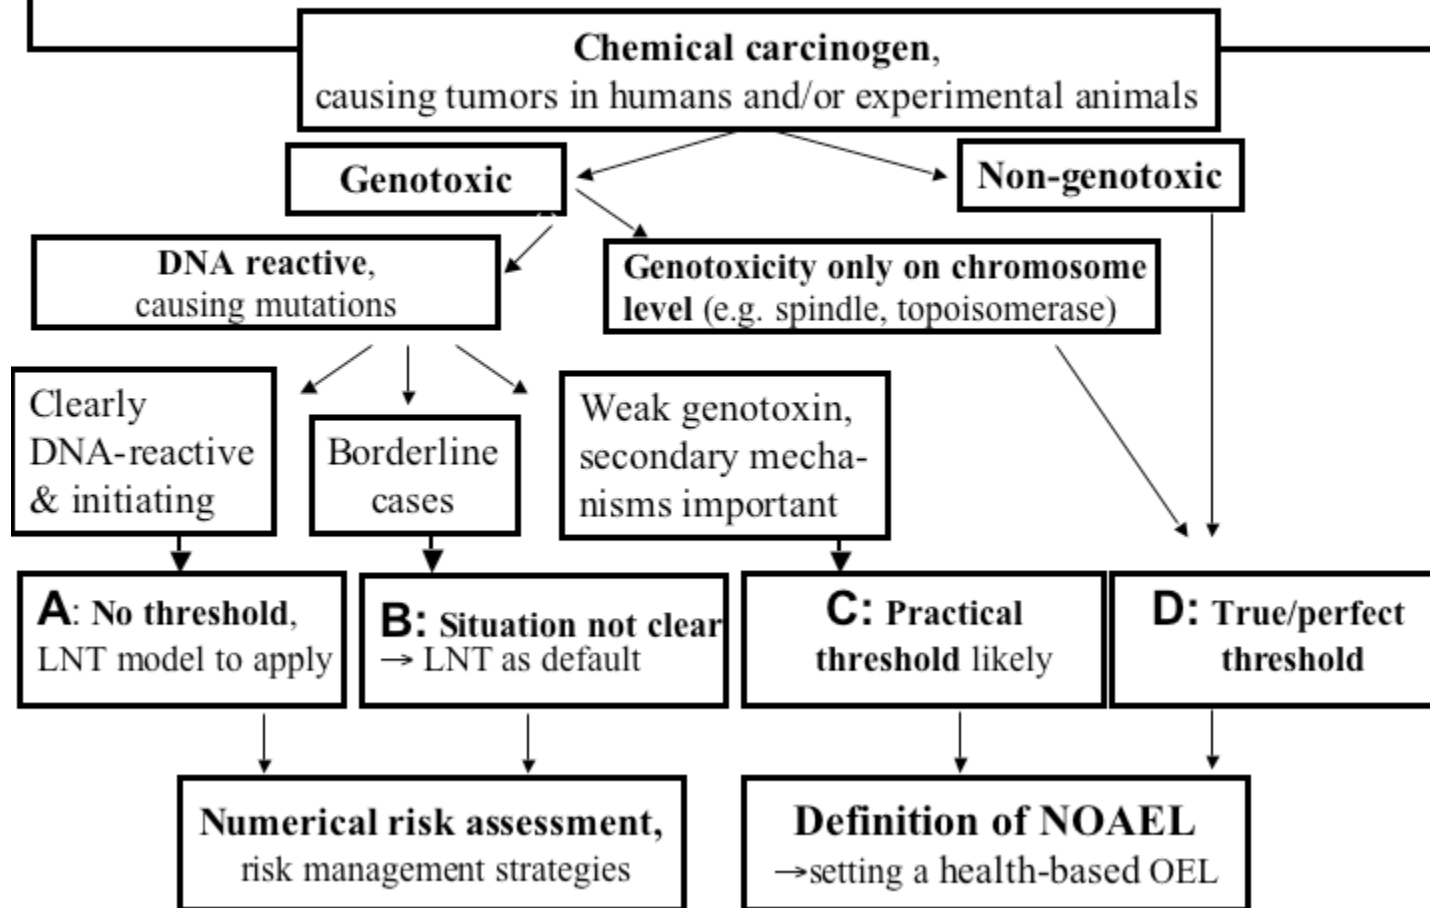 Chemical carcinogen,
causing tumors in humans and/or experimental animals
Genotoxic
Non-genotoxic
DNA reactive,
causing mutations
Genotoxicity only on chromosome
level (e.g. spindle, topoisomerase)
Clearly
DNA-reactive
& initiating
Borderline
cases
Weak genotoxin,
secondary mecha-
nisms important
A: No threshold,
LNT model to apply
B: Situation not clear
→ LNT as default
C: Practical
threshold likely
D: True/perfect
threshold
Numerical risk assessment,
risk management strategies
Definition of NOAEL
→setting a health-based OEL